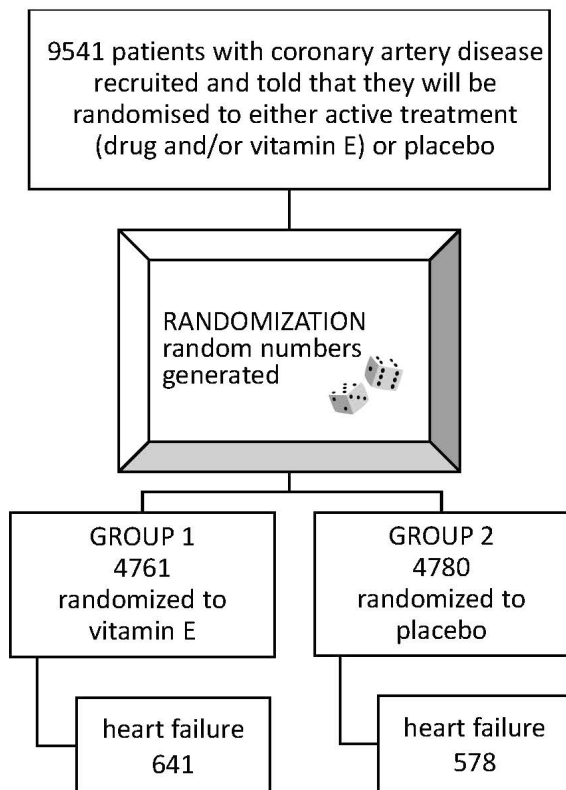 9541 patients with coronary artery disease
recruited and told that they will be
randomised to either active treatment
(drug and/or vitamin E) or placebo
RANDOMIZATION
random numbers
generated
GROUP 1
4761
randomized to
vitamin E
GROUP 2
4780
randomized to
placebo
heart failure
641
heart failure
578